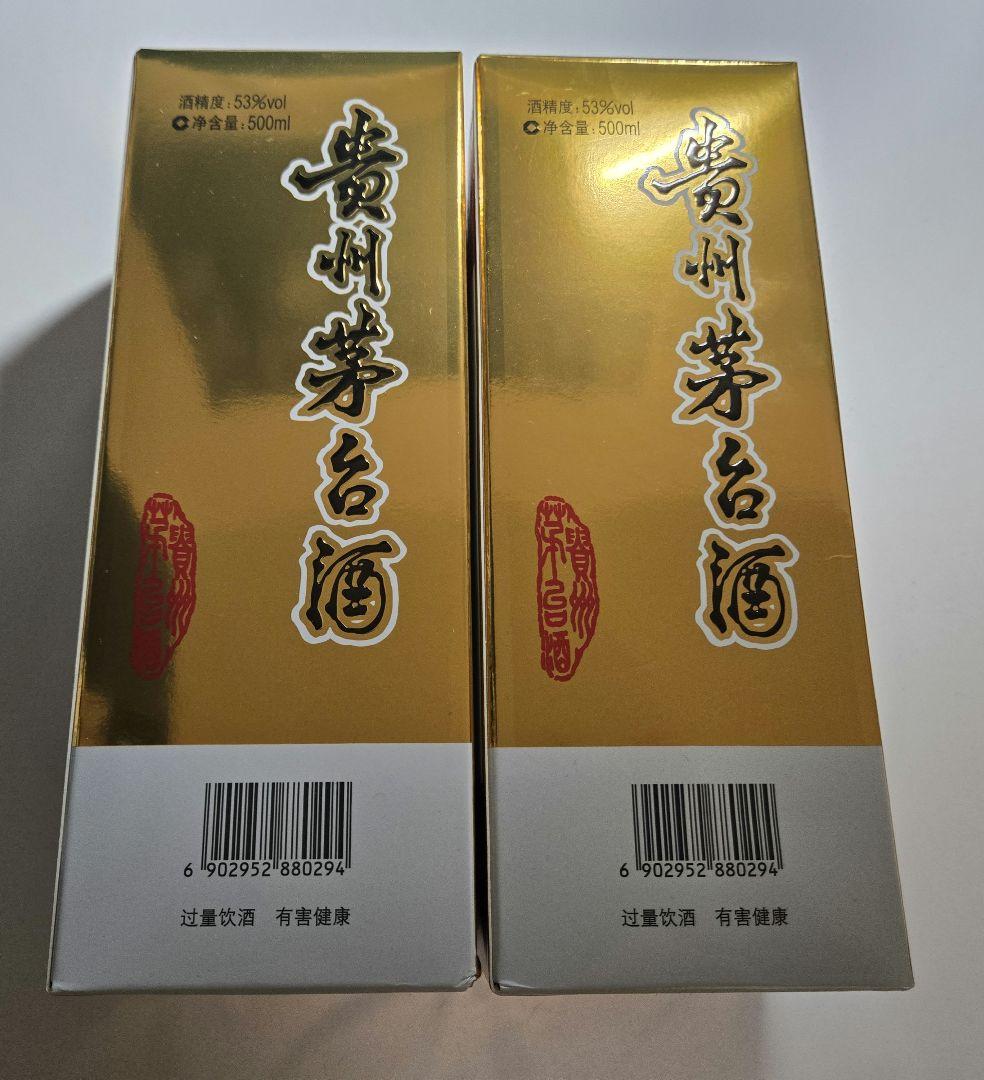 酒精度:53%vol
净含量:500ml
贵州茅台酒
貴州
茅台酒
6 902952 880294
过量饮酒 有害健康
酒精度:53%vol
净含量:500ml
贵州茅台酒
貴州
茅台酒
6 902952 880294
过量饮酒 有害健康